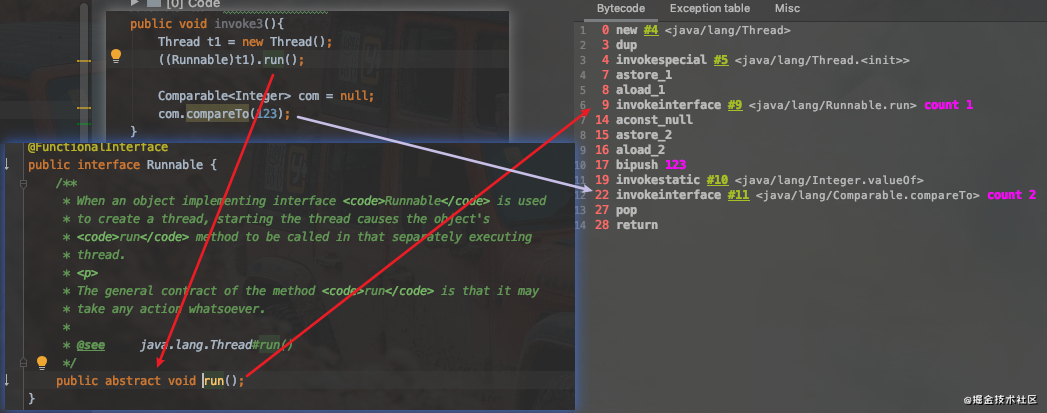 [0] Code
public void invoke3(){
Thread t1 = new Thread();
((Runnable)t1).run();
Comparable<Integer> com = null;
com.compareTo(123);
}
@FunctionalInterface
public interface Runnable {
/**
* When an object implementing interface <code>Runnable</code> is used
* to create a thread, starting the thread causes the object's
* <code>run</code> method to be called in that separately executing
* thread.
* <p>
* The general contract of the method <code>run</code> is that it may
* take any action whatsoever.
*
* @see java.lang.Thread#run()
*/
public abstract void run();
}
Bytecode Exception table Misc
1 0 new #4 <java/lang/Thread>
2 3 dup
3 4 invokespecial #5 <java/lang/Thread.<init>>
4 7 astore_1
5 8 aload_1
6 9 invokeinterface #9 <java/lang/Runnable.run> count 1
7 14 aconst_null
8 15 astore_2
9 16 aload_2
10 17 bipush 123
11 19 invokestatic #10 <java/lang/Integer.valueOf>
12 22 invokeinterface #11 <java/lang/Comparable.compareTo> count 2
13 27 pop
14 28 return
@掘金技术社区